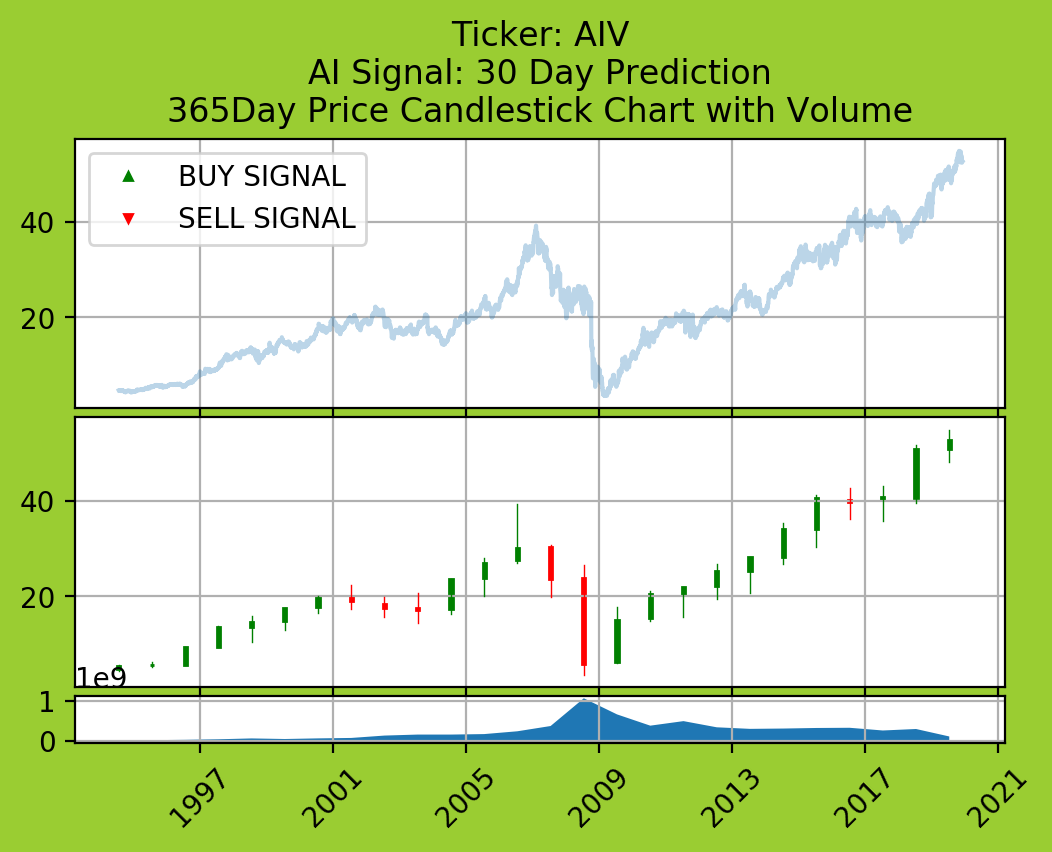 Ticker: AIV
AI Signal: 30 Day Prediction
365Day Price Candlestick Chart with Volume
BUY SIGNAL
SELL SIGNAL
40
20
40
20
1e9
1
0
1997
2001
2005
2009
2013
2017
2021